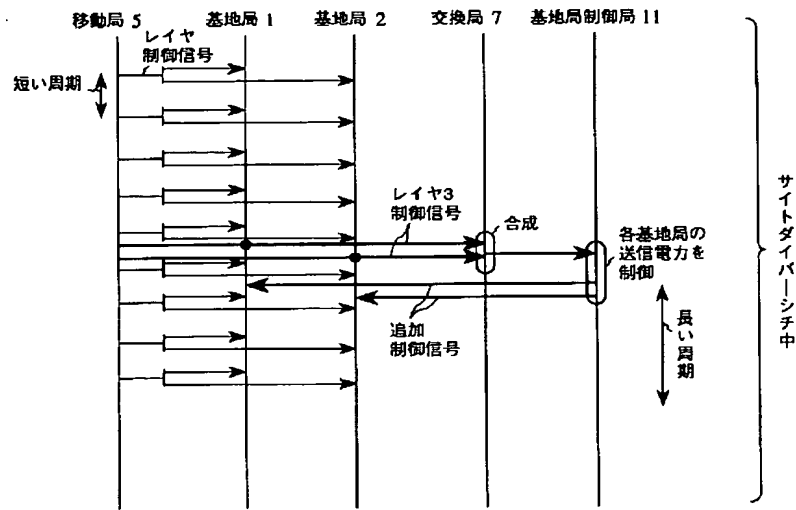 移動局 5
基地局 1
基地局 2
交換局 7
基地局制御局 11
レイヤ
制御信号
短い周期
レイヤ3
制御信号
合成
各基地局の
送信電力を
制御
追加
制御信号
長い周期
サイトダイバーシチ中